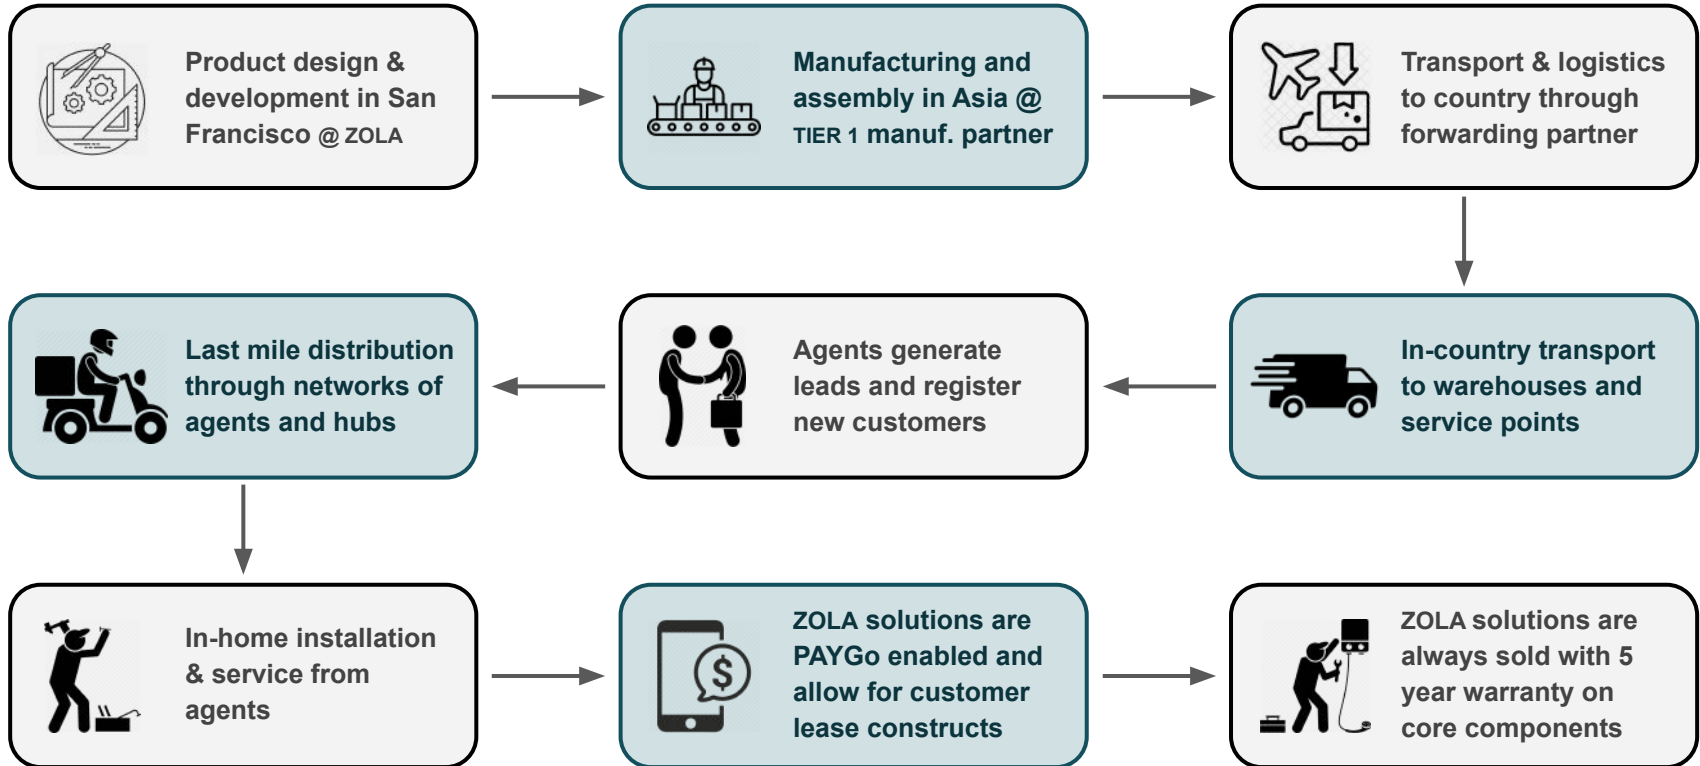 Product design &
development in San
Francisco @ ZOLA
Manufacturing and
assembly in Asia @
TIER 1 manuf. partner
Transport & logistics
to country through
forwarding partner
In-country transport
to warehouses and
service points
Agents generate
leads and register
new customers
Last mile distribution
through networks of
agents and hubs
In-home installation
& service from
agents
$
ZOLA solutions are
PAYGo enabled and
allow for customer
lease constructs
ZOLA solutions are
always sold with 5
year warranty on
core components